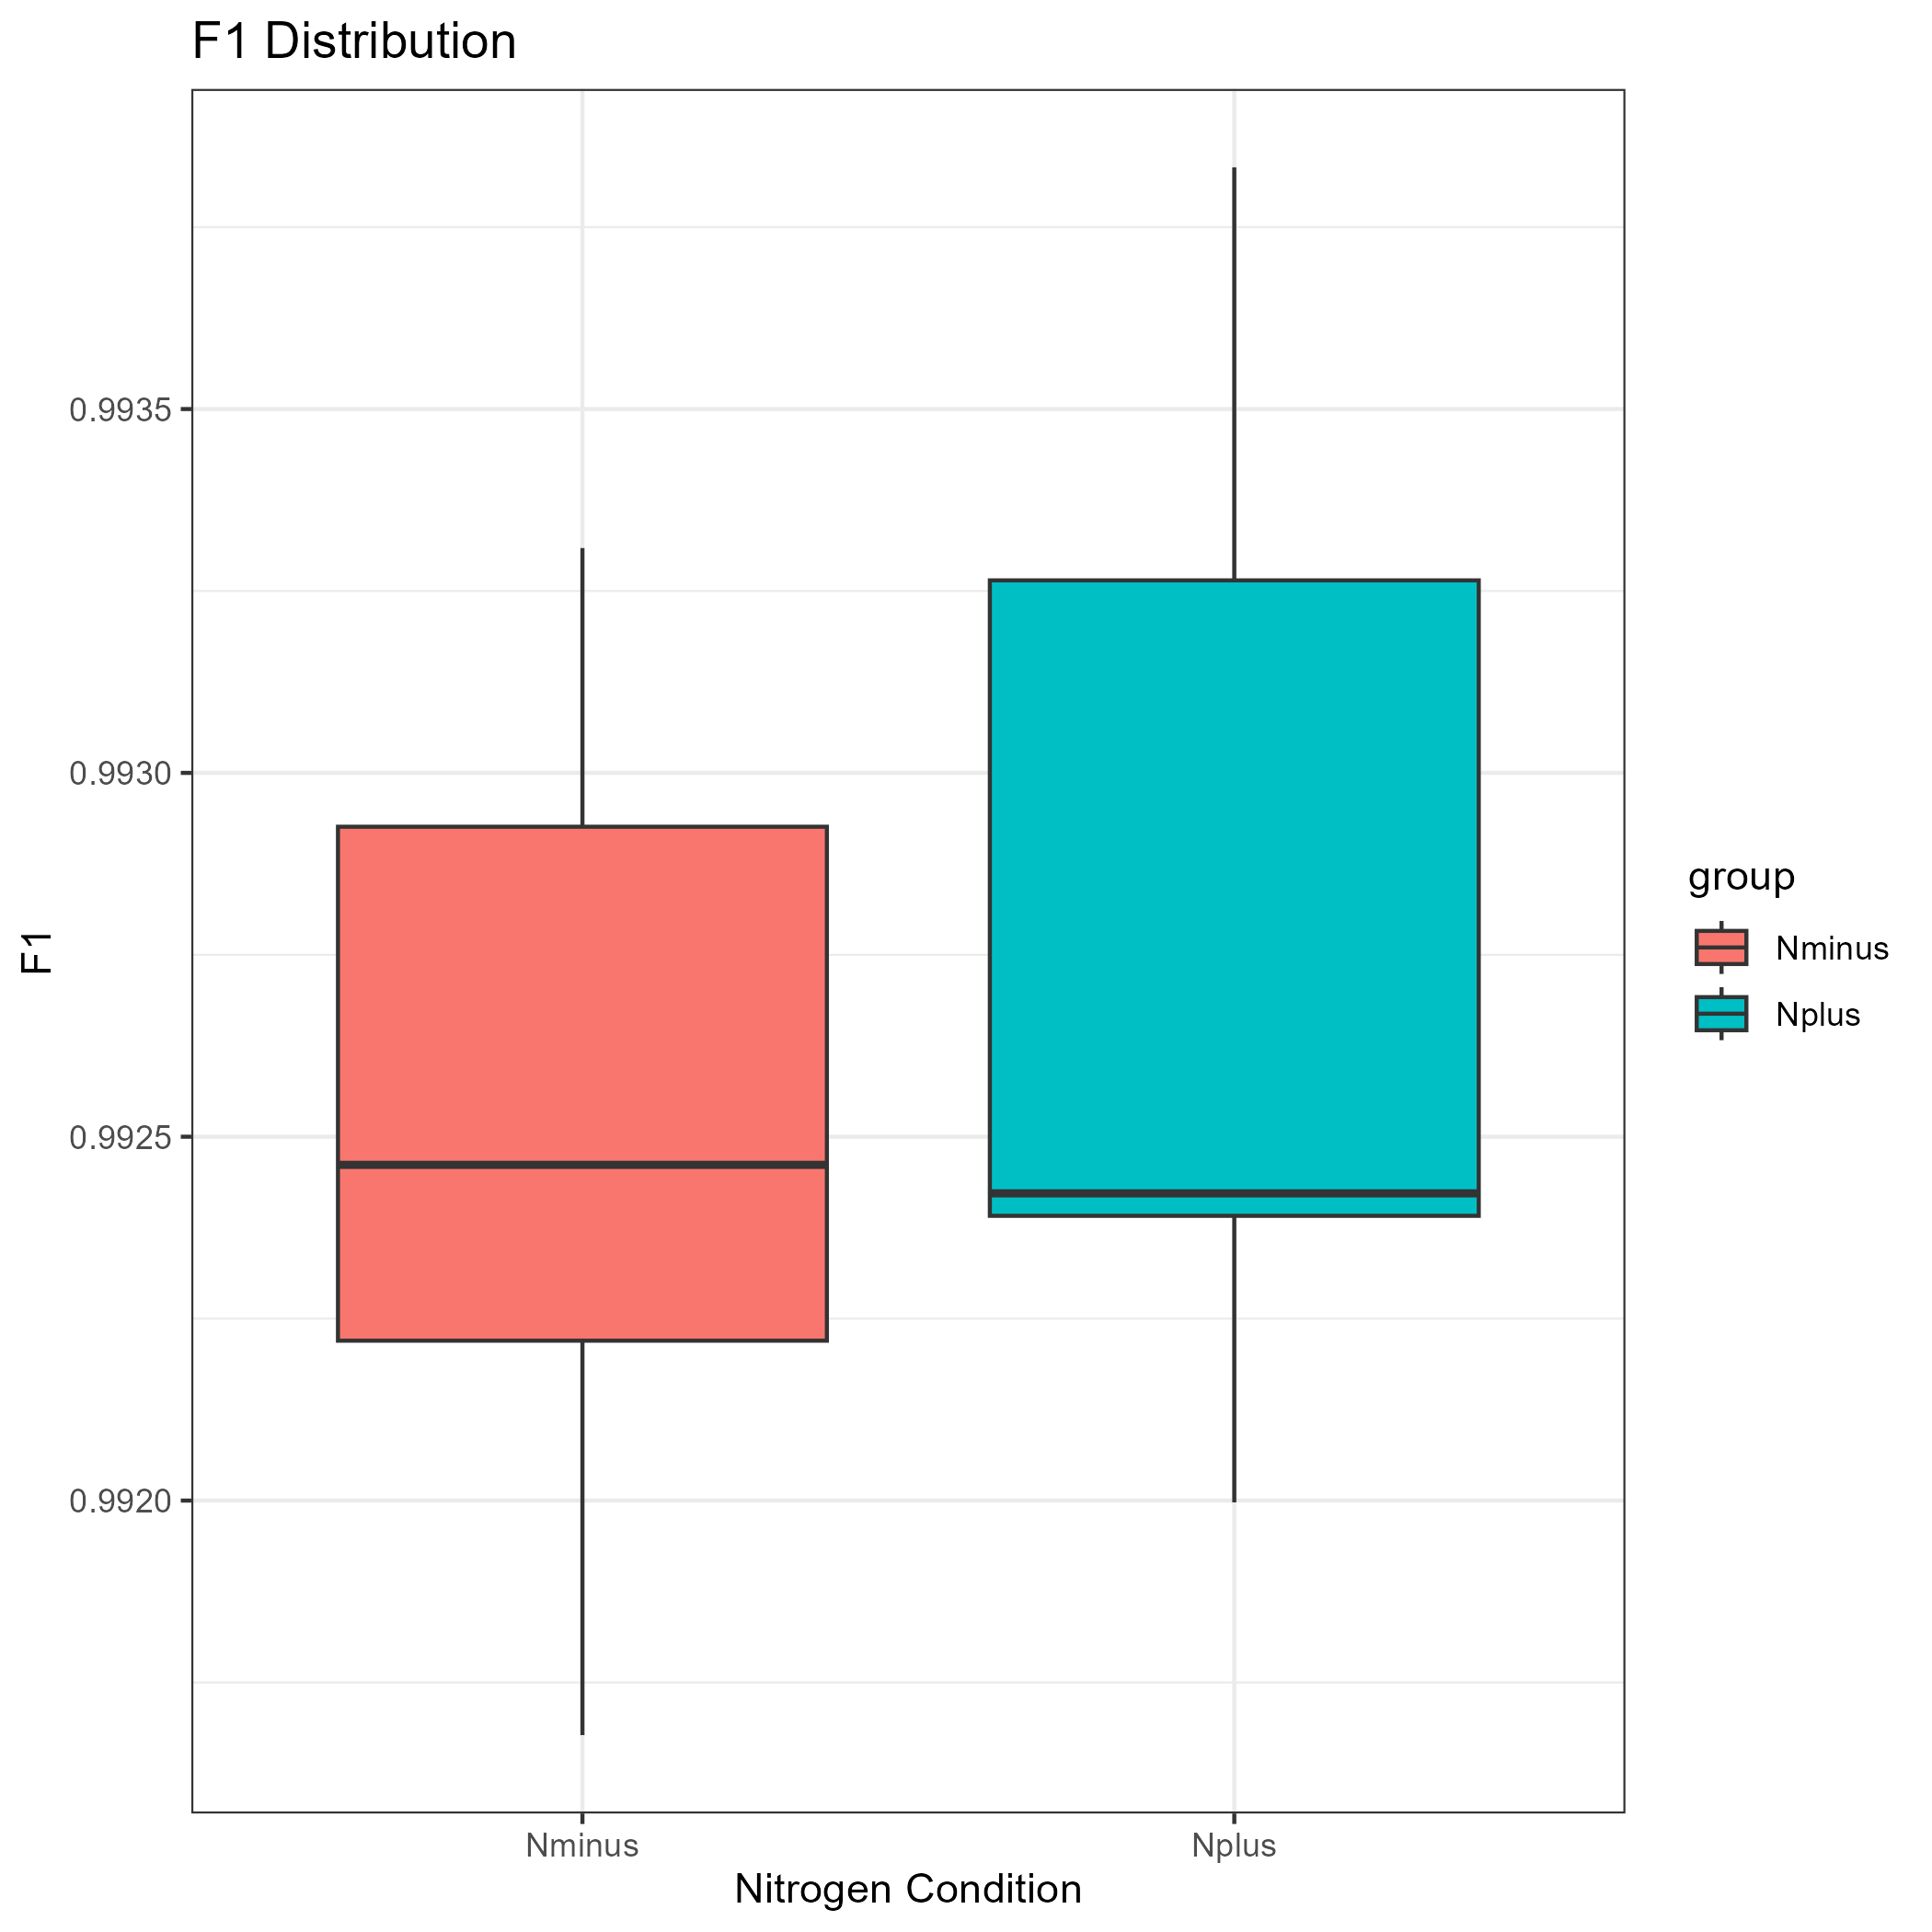 F1 Distribution
F1
0.9935
0.9930
0.9925
0.9920
Nminus
Nplus
Nitrogen Condition
group
Nminus
Nplus